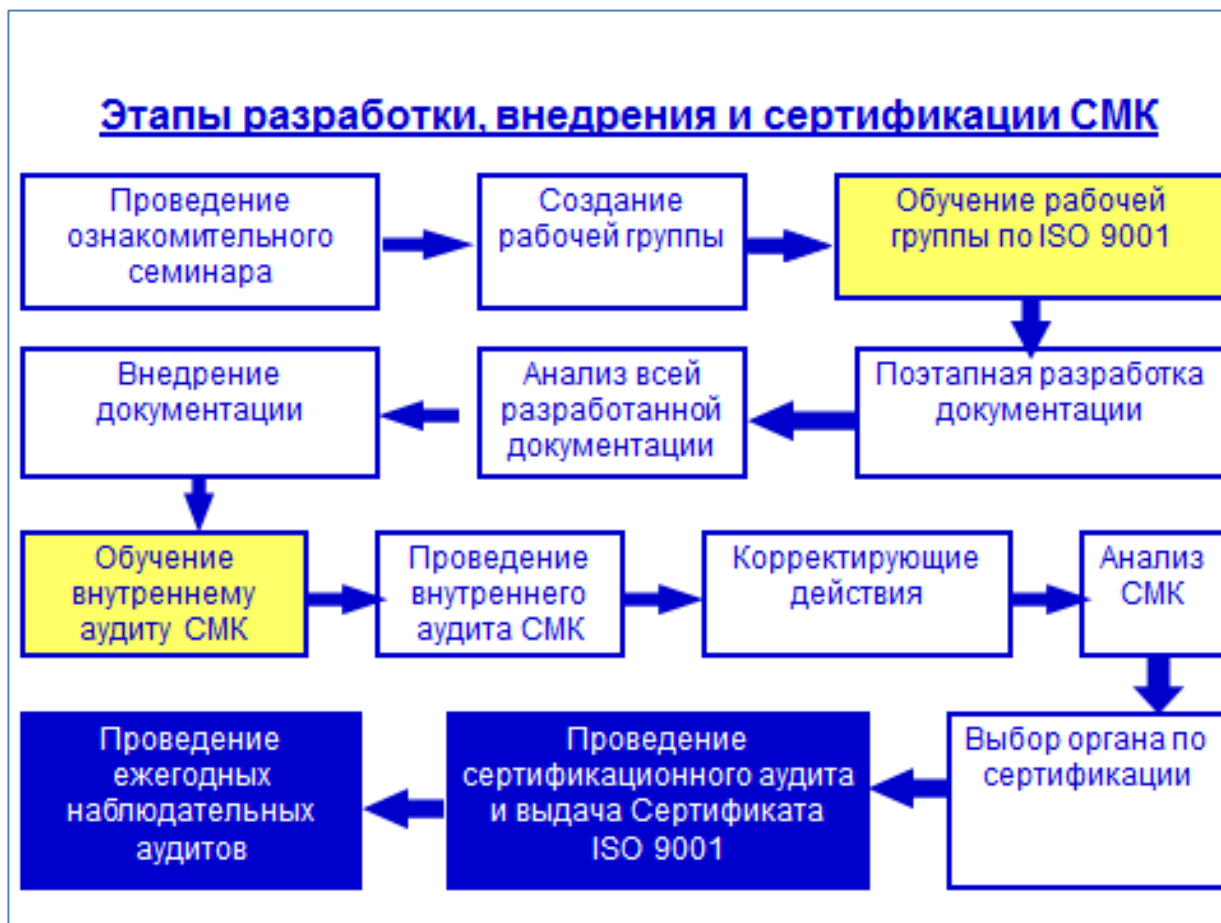 Этапы разработки, внедрения и сертификации СМК
Проведение
ознакомительного
семинара
Создание
рабочей группы
Обучение рабочей
группы по ISO 9001
Внедрение
документации
Анализ всей
разработанной
документации
Поэтапная разработка
документации
Обучение
внутреннему
аудиту СМК
Проведение
внутреннего
аудита СМК
Корректирующие
действия
Анализ
СМК
Проведение
ежегодных
наблюдательных
аудитов
Проведение
сертификационного аудита
и выдача Сертификата
ISO 9001
Выбор органа по
сертификации